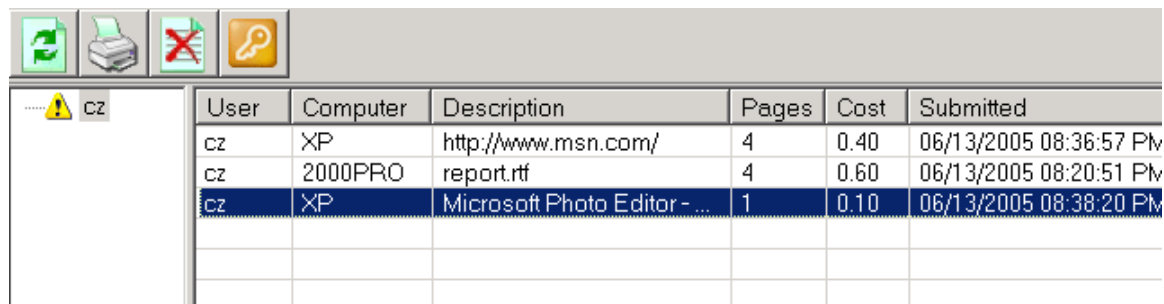 cz User Computer Description Pages Cost Submitted
cz XP http://www.msn.com/ 4 0.40 06/13/2005 08:36:57 PM
cz 2000PRO report.rtf 4 0.60 06/13/2005 08:20:51 PM
cz XP Microsoft Photo Editor - ... 1 0.10 06/13/2005 08:38:20 PM